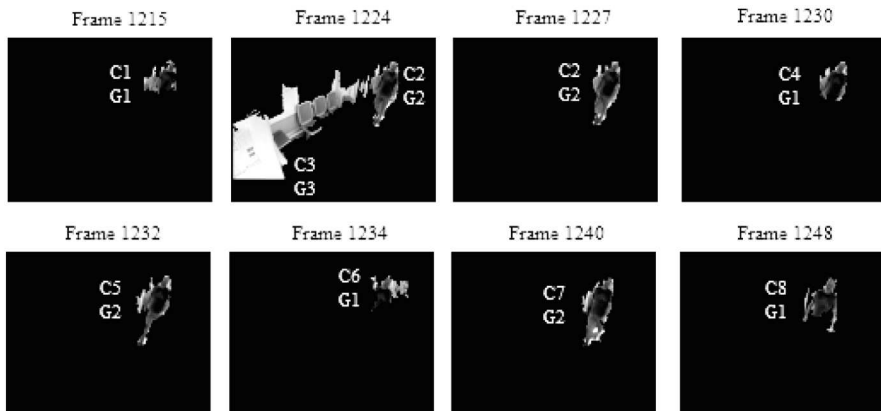 Frame 1215
Frame 1224
Frame 1227
Frame 1230
C1
G1
C2
G2
C3
G3
C2
G2
C4
G1
Frame 1232
Frame 1234
Frame 1240
Frame 1248
C5
G2
C6
G1
C7
G2
C8
G1